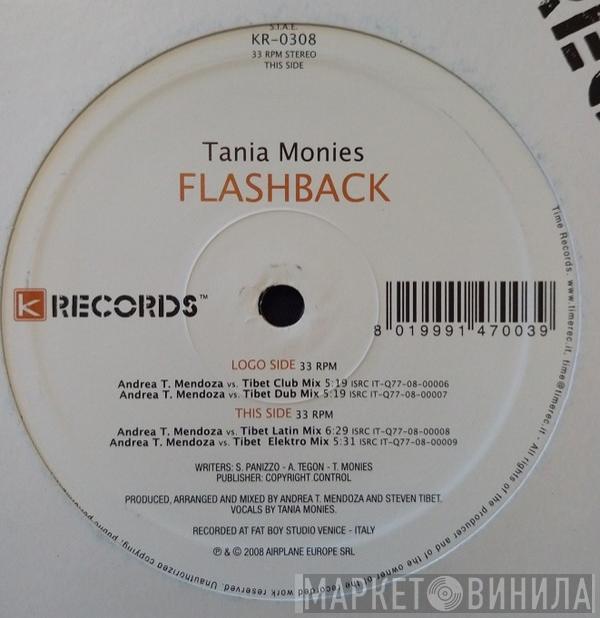 S.I.A.E.
KR-0308
33 RPM STEREO
THIS SIDE
Tania Monies
FLASHBACK
K RECORDS™
8 019991 470039
LOGO SIDE 33 RPM
Andrea T. Mendoza vs. Tibet Club Mix 5:19 ISRC IT-Q77-08-00006
Andrea T. Mendoza vs. Tibet Dub Mix 5:19 ISRC IT-Q77-08-00007
THIS SIDE 33 RPM
Andrea T. Mendoza vs. Tibet Latin Mix 6:29 ISRC IT-Q77-08-00008
Andrea T. Mendoza vs. Tibet Elektro Mix 5:31 ISRC IT-Q77-08-00009
WRITERS: S. PANIZZO - A. TEGON - T. MONIES
PUBLISHER: COPYRIGHT CONTROL
PRODUCED, ARRANGED AND MIXED BY ANDREA T. MENDOZA AND STEVEN TIBET.
VOCALS BY TANIA MONIES.
RECORDED AT FAT BOY STUDIO VENICE - ITALY
℗ & © 2008 AIRPLANE EUROPE SRL
Time Records. www.timerec.it, time@timerec.it - All rights of the producer and of the owner of the recorded work reserved. Unauthorized copying, public
МАРКЕТ ВИНИЛА